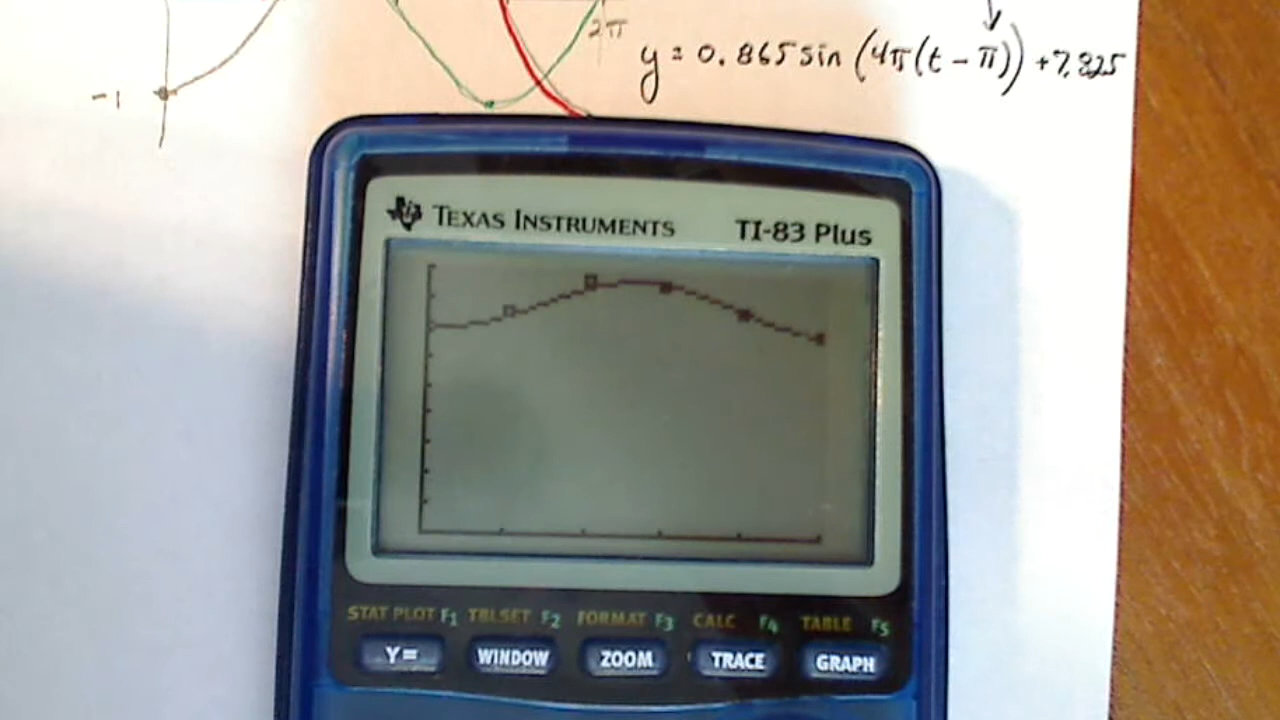 2π
y = 0.865 sin (4π(t - π)) + 7.825
-1
TEXAS INSTRUMENTS TI-83 Plus
STAT PLOT F1 TBLSET F2 FORMAT F3 CALC F4 TABLE F5
Y= WINDOW ZOOM TRACE GRAPH